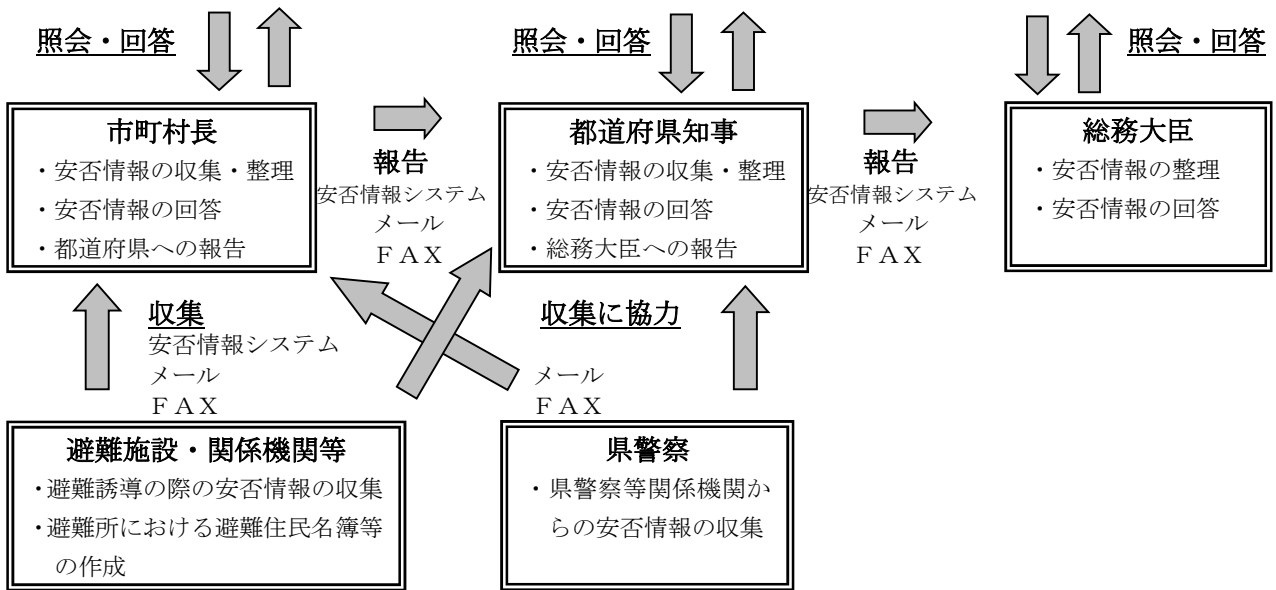 照会・回答
照会・回答
照会・回答
市町村長
・安否情報の収集・整理
・安否情報の回答
・都道府県への報告
報告
安否情報システム
メール
ＦＡＸ
都道府県知事
・安否情報の収集・整理
・安否情報の回答
・総務大臣への報告
報告
安否情報システム
メール
ＦＡＸ
総務大臣
・安否情報の整理
・安否情報の回答
収集
安否情報システム
メール
ＦＡＸ
収集に協力
メール
ＦＡＸ
避難施設・関係機関等
・避難誘導の際の安否情報の収集
・避難所における避難住民名簿等
の作成
県警察
・県警察等関係機関か
らの安否情報の収集